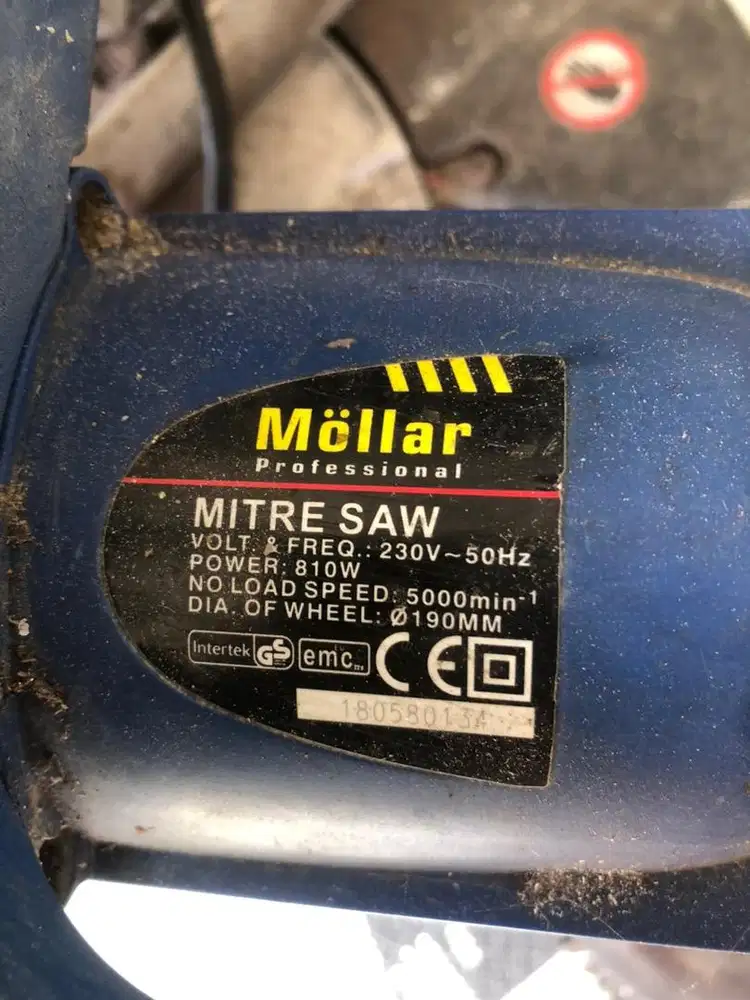 Möllar
Professional
MITRE SAW
VOLT. & FREQ.: 230V~50Hz
POWER: 810W
NO LOAD SPEED: 5000min⁻¹
DIA. OF WHEEL: Ø190MM
Intertek GS emc CE